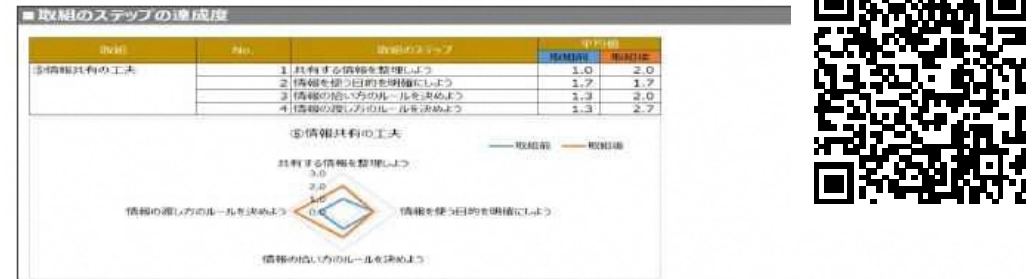 ■取組のステップの達成度
取組 No. 取組のステップ 平均値
取組前 取組後
⑤情報共有の工夫 1 共有する情報を整理しよう 1.0 2.0
2 情報を使う目的を明確にしよう 1.7 1.7
3 情報の拾い方のルールを決めよう 1.3 2.0
4 情報の渡し方のルールを決めよう 1.3 2.7
⑤情報共有の工夫
取組前 取組後
共有する情報を整理しよう
3.0
2.0
1.0
0.0
情報の渡し方のルールを決めよう 情報を使う目的を明確にしよう
情報の拾い方のルールを決めよう